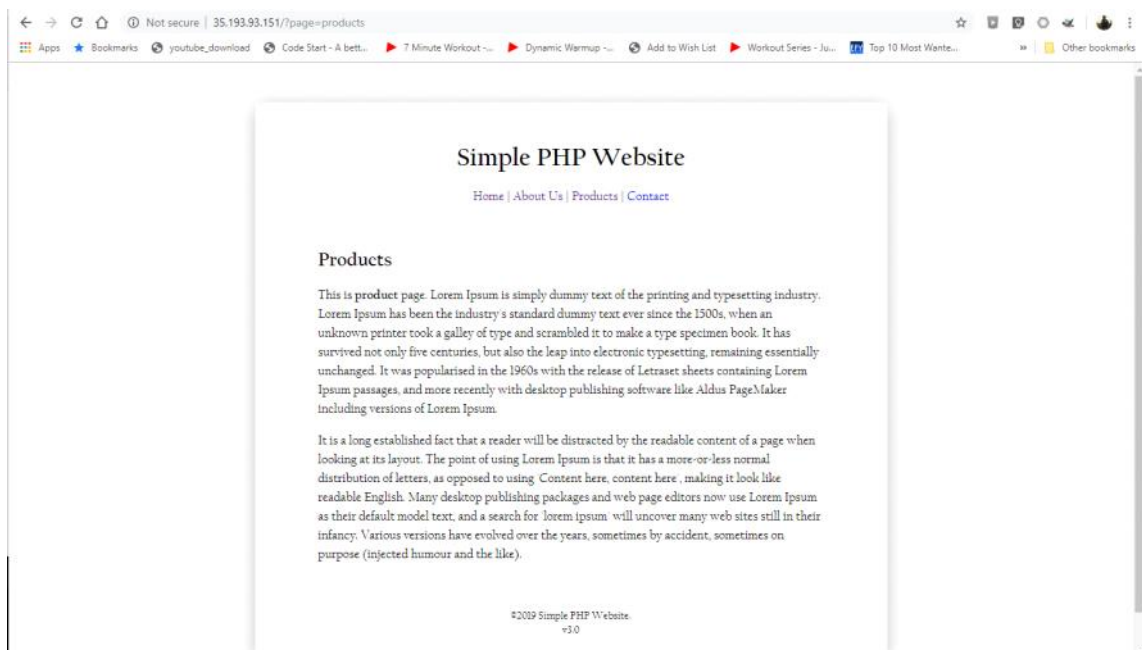 Not secure | 35.193.93.151/?page=products
Apps Bookmarks youtube_download Code Start - A bett... 7 Minute Workout -... Dynamic Warmup -... Add to Wish List Workout Series - Ju... Top 10 Most Wante... » Other bookmarks
Simple PHP Website
Home | About Us | Products | Contact
Products
This is product page. Lorem Ipsum is simply dummy text of the printing and typesetting industry.
Lorem Ipsum has been the industry's standard dummy text ever since the 1500s, when an
unknown printer took a galley of type and scrambled it to make a type specimen book. It has
survived not only five centuries, but also the leap into electronic typesetting, remaining essentially
unchanged. It was popularised in the 1960s with the release of Letraset sheets containing Lorem
Ipsum passages, and more recently with desktop publishing software like Aldus PageMaker
including versions of Lorem Ipsum.
It is a long established fact that a reader will be distracted by the readable content of a page when
looking at its layout. The point of using Lorem Ipsum is that it has a more-or-less normal
distribution of letters, as opposed to using 'Content here, content here', making it look like
readable English. Many desktop publishing packages and web page editors now use Lorem Ipsum
as their default model text, and a search for 'lorem ipsum' will uncover many web sites still in their
infancy. Various versions have evolved over the years, sometimes by accident, sometimes on
purpose (injected humour and the like).
©2019 Simple PHP Website.
v3.0